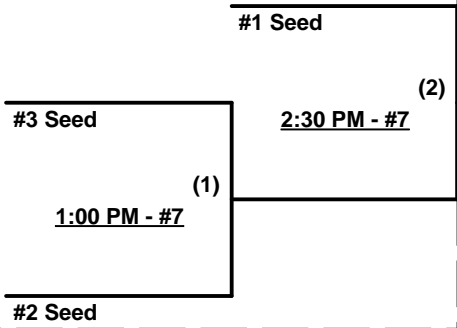 #1 Seed
(2)
#3 Seed
2:30 PM - #7
(1)
1:00 PM - #7
#2 Seed